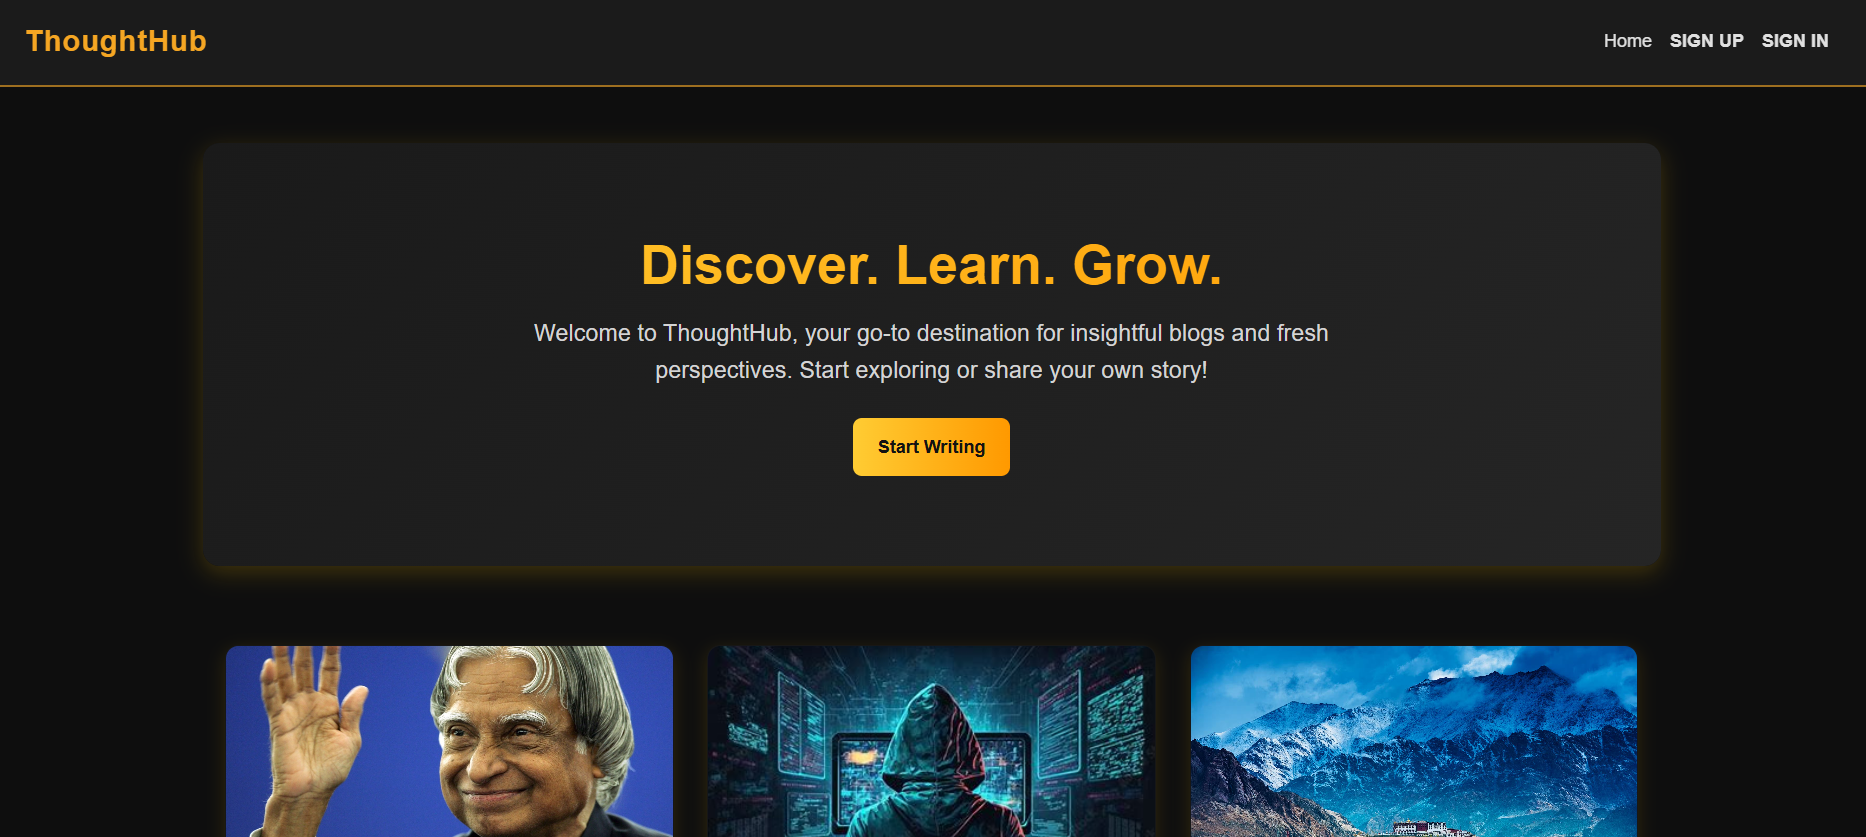 ThoughtHub
Home SIGN UP SIGN IN
Discover. Learn. Grow.
Welcome to ThoughtHub, your go-to destination for insightful blogs and fresh
perspectives. Start exploring or share your own story!
Start Writing